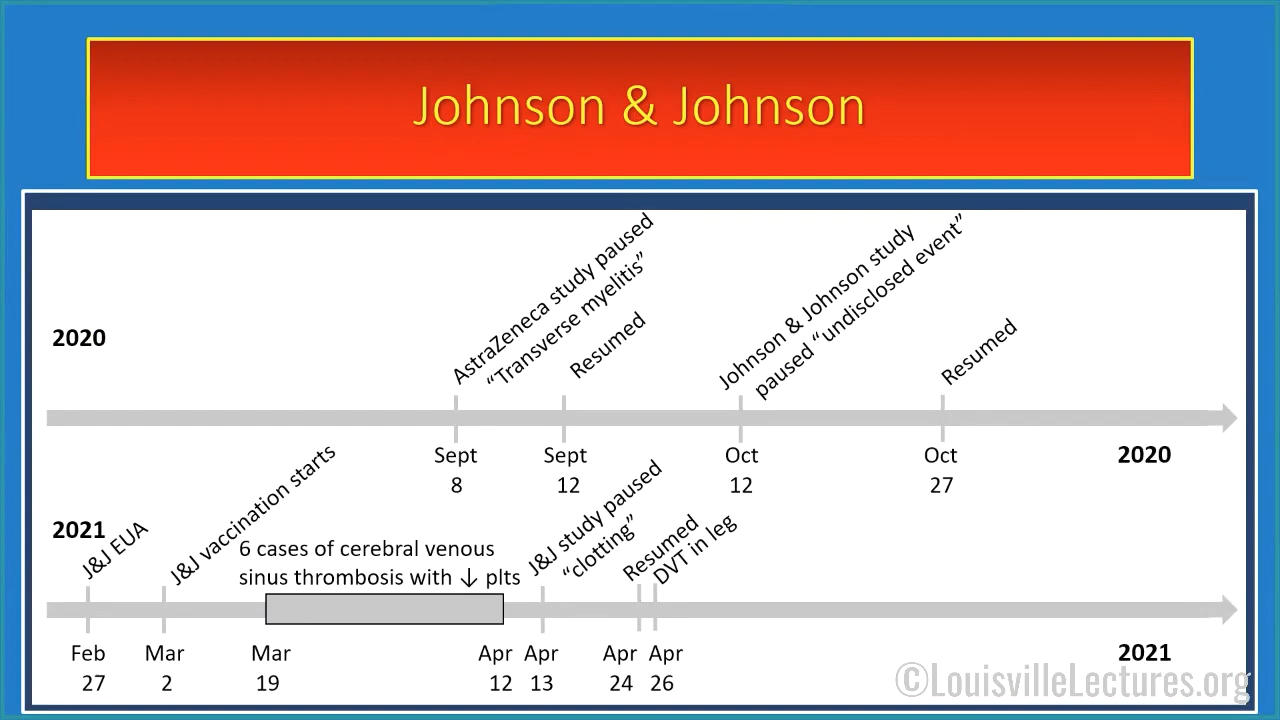 Johnson & Johnson
2020
AstraZeneca study paused
“Transverse myelitis”
Resumed
Johnson & Johnson study
paused “undisclosed event”
Resumed
Sept
8
Sept
12
Oct
12
Oct
27
2020
2021
J&J EUA
J&J vaccination starts
6 cases of cerebral venous
sinus thrombosis with ↓ plts
J&J study paused
“clotting”
Resumed
DVT in leg
Feb
27
Mar
2
Mar
19
Apr
12
Apr
13
Apr
24
Apr
26
2021
©LouisvilleLectures.org